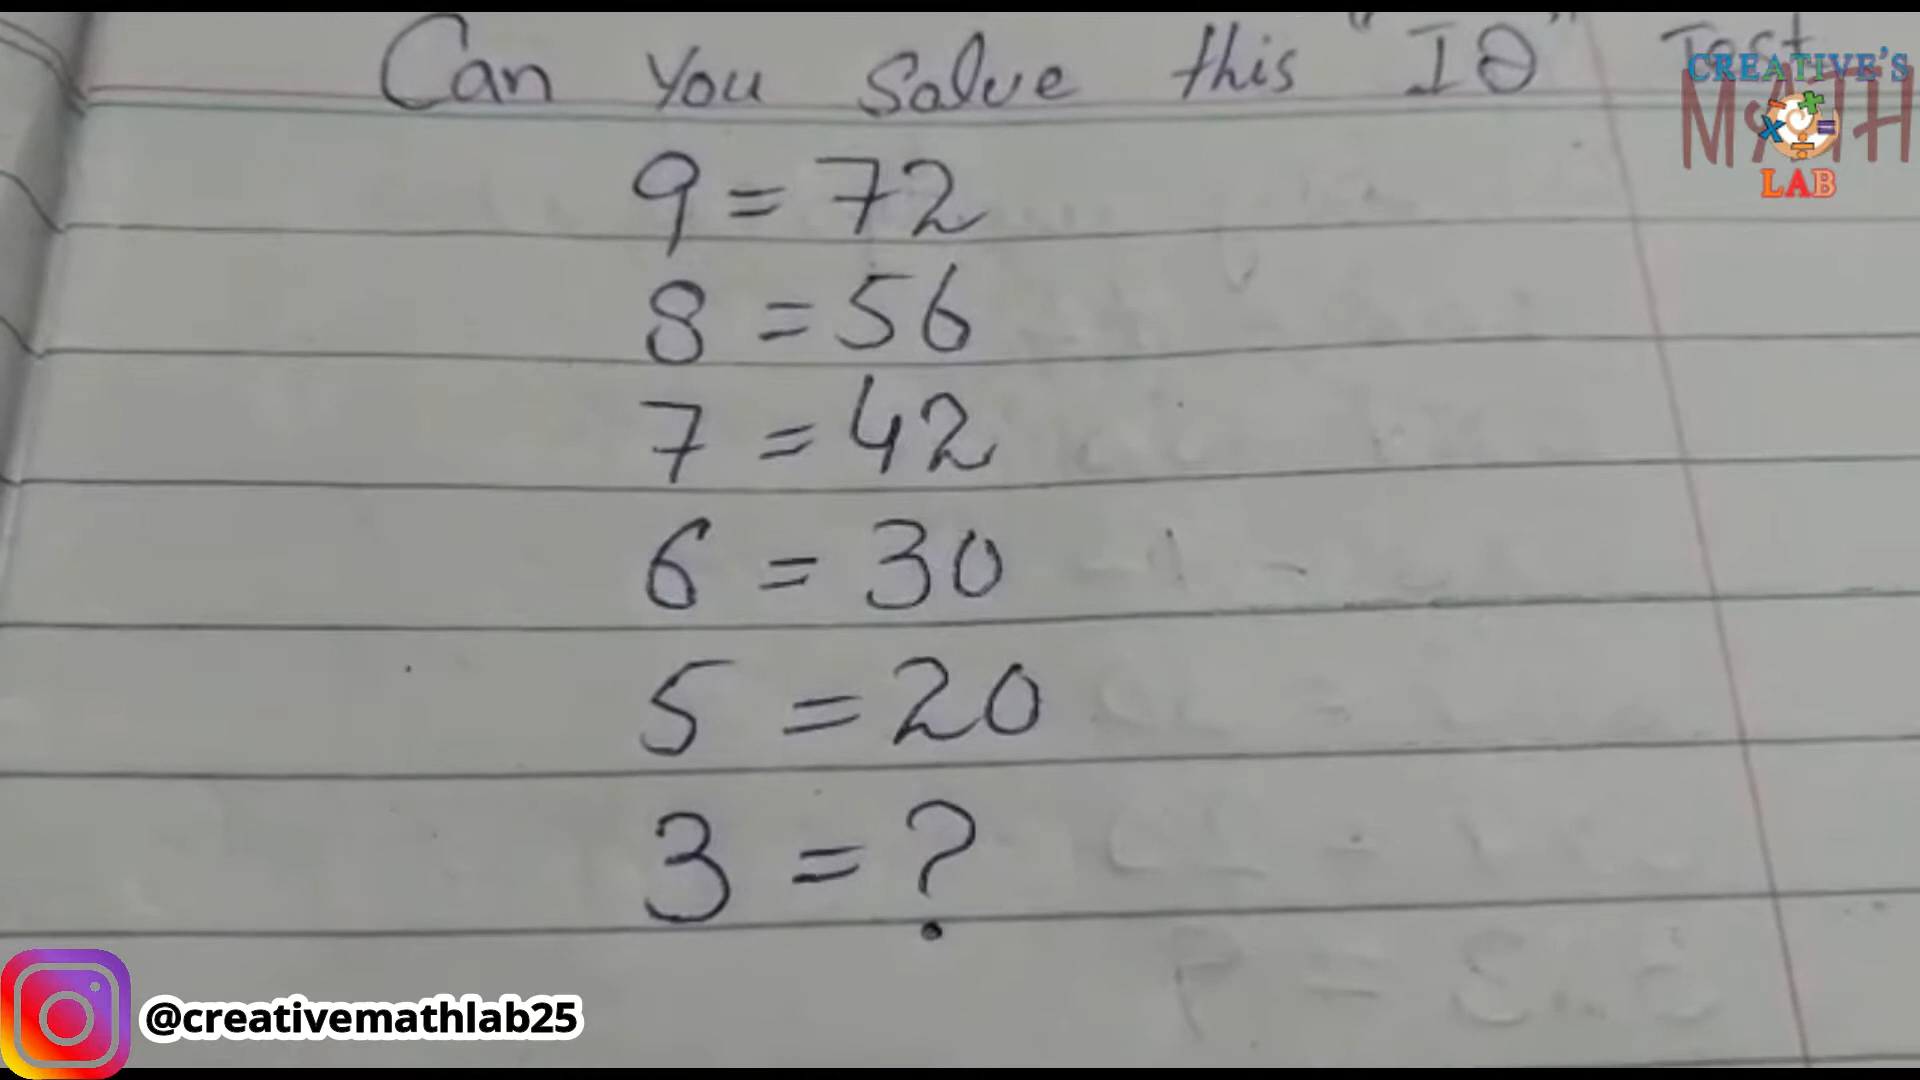 Can You Solve this "IQ" Test
CREATIVE'S
MATH
LAB
9 = 72
8 = 56
7 = 42
6 = 30
5 = 20
3 = ?
@creativemathlab25